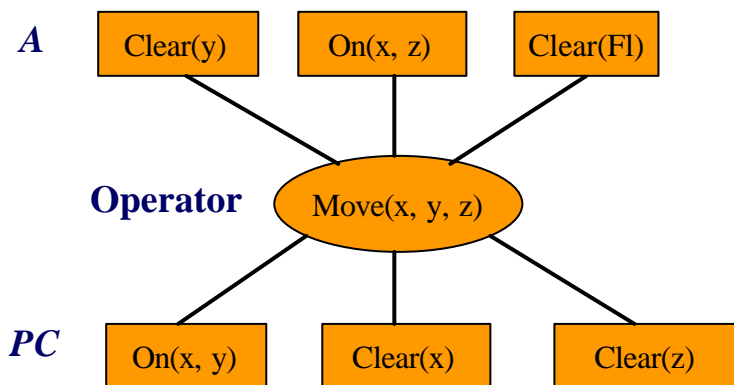 A
Clear(y)
On(x, z)
Clear(Fl)
Operator
Move(x, y, z)
PC
On(x, y)
Clear(x)
Clear(z)